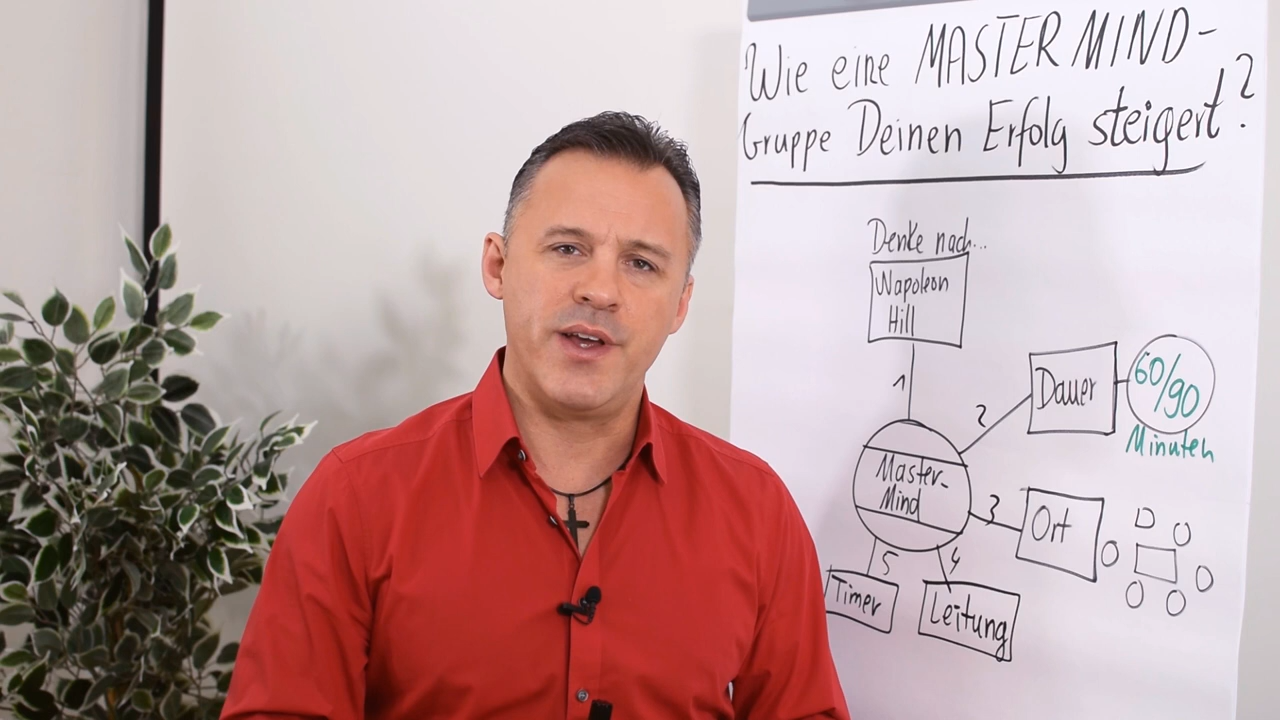 Wie eine MASTER MIND-
Gruppe Deinen Erfolg steigert?
Denke nach...
Napoleon
Hill
1
2
Dauer
60/90
Minuten
Master-
Mind
3
Ort
5
4
Timer
Leitung